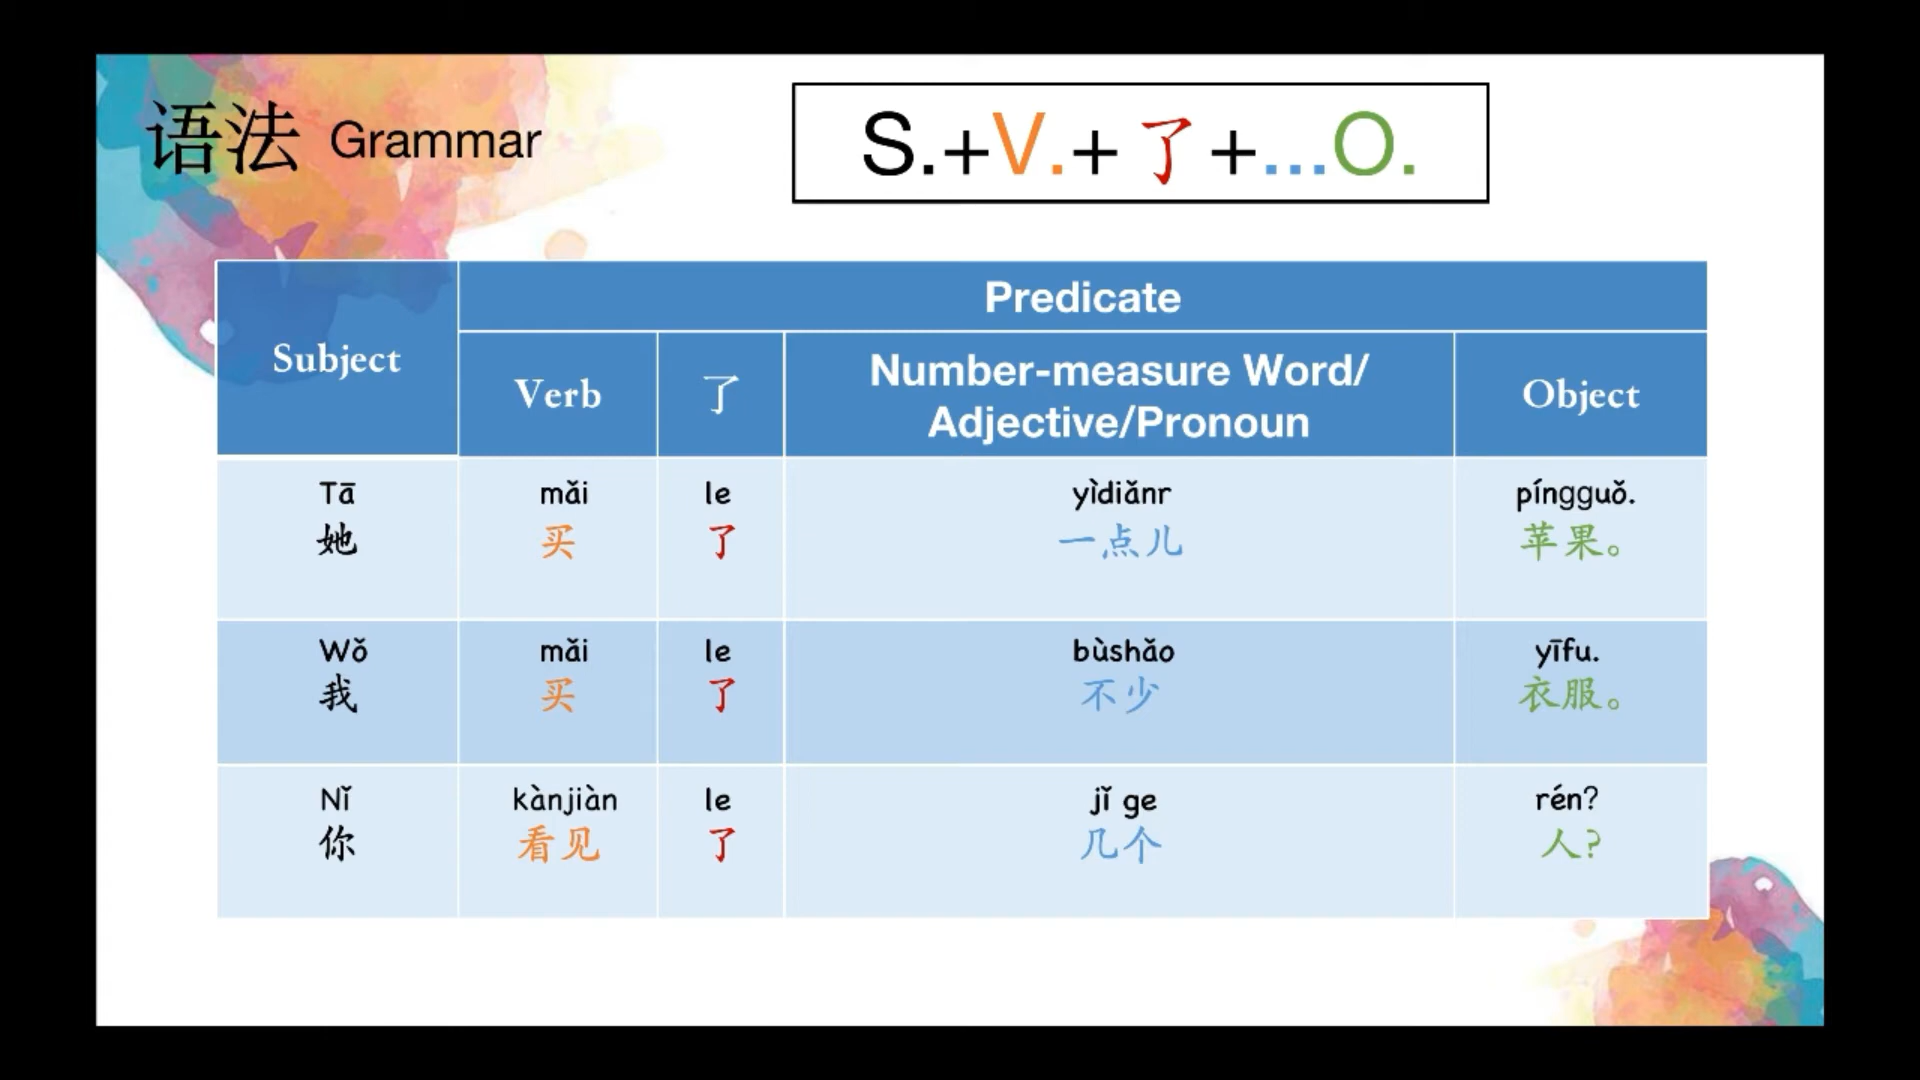 语法 Grammar
S.+V.+了+...O.
Subject
Predicate
Verb
了
Number-measure Word/
Adjective/Pronoun
Object
Tā mǎi le yìdiǎnr píngguǒ.
她 买 了 一点儿 苹果。
Wǒ mǎi le bùshǎo yīfu.
我 买 了 不少 衣服。
Nǐ kànjiàn le jǐ ge rén?
你 看见 了 几个 人?